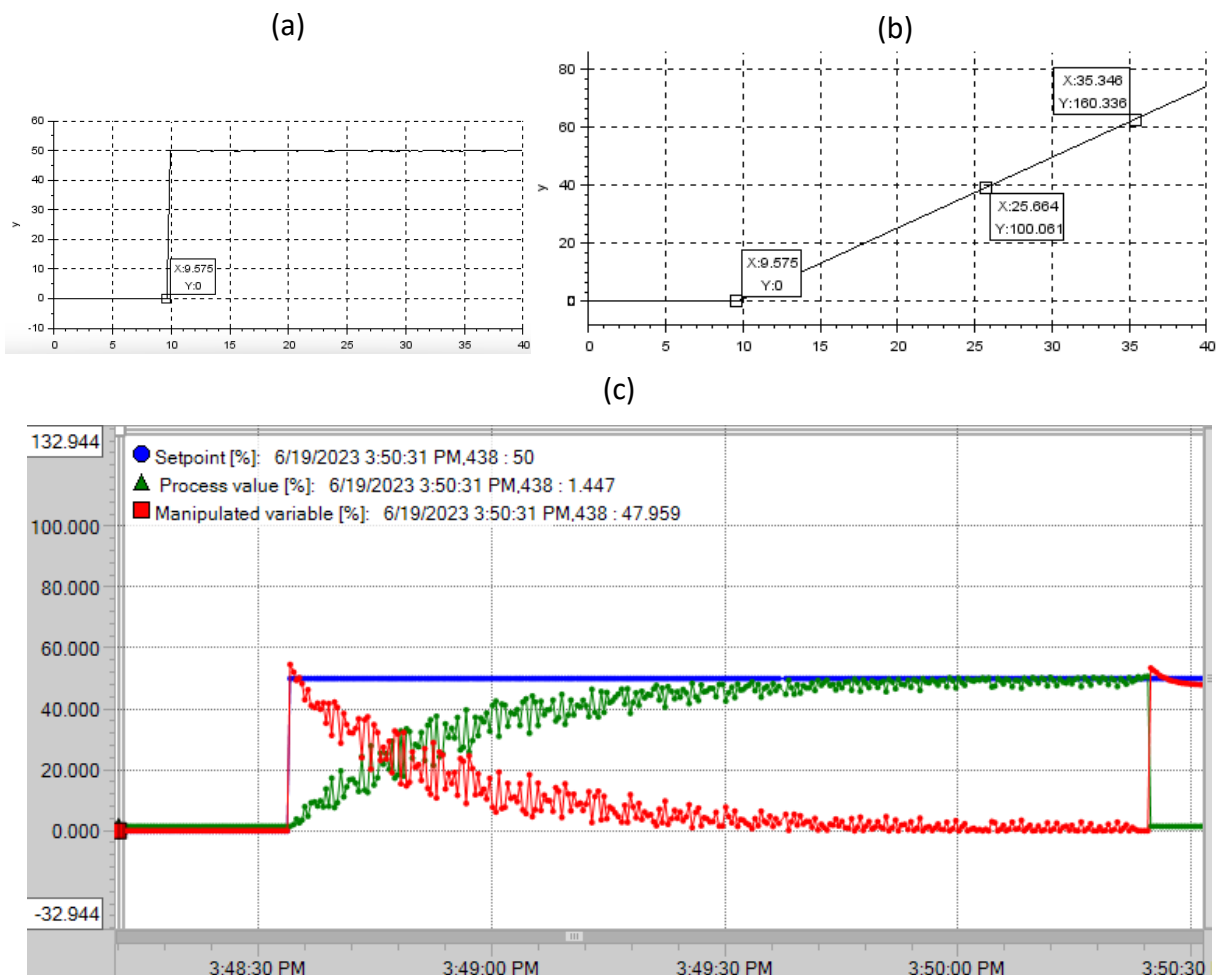 (a)
60
50
40
30
20
10
0
-10
y
X:9.575
Y:0
0 5 10 15 20 25 30 35 40
(b)
80
60
40
20
0
y
X:35.346
Y:160.336
X:25.664
Y:100.061
X:9.575
Y:0
0 5 10 15 20 25 30 35 40
(c)
132.944
100.000
80.000
60.000
40.000
20.000
0.000
-32.944
Setpoint [%]: 6/19/2023 3:50:31 PM,438 : 50
Process value [%]: 6/19/2023 3:50:31 PM,438 : 1.447
Manipulated variable [%]: 6/19/2023 3:50:31 PM,438 : 47.959
3:48:30 PM 3:49:00 PM 3:49:30 PM 3:50:00 PM 3:50:30